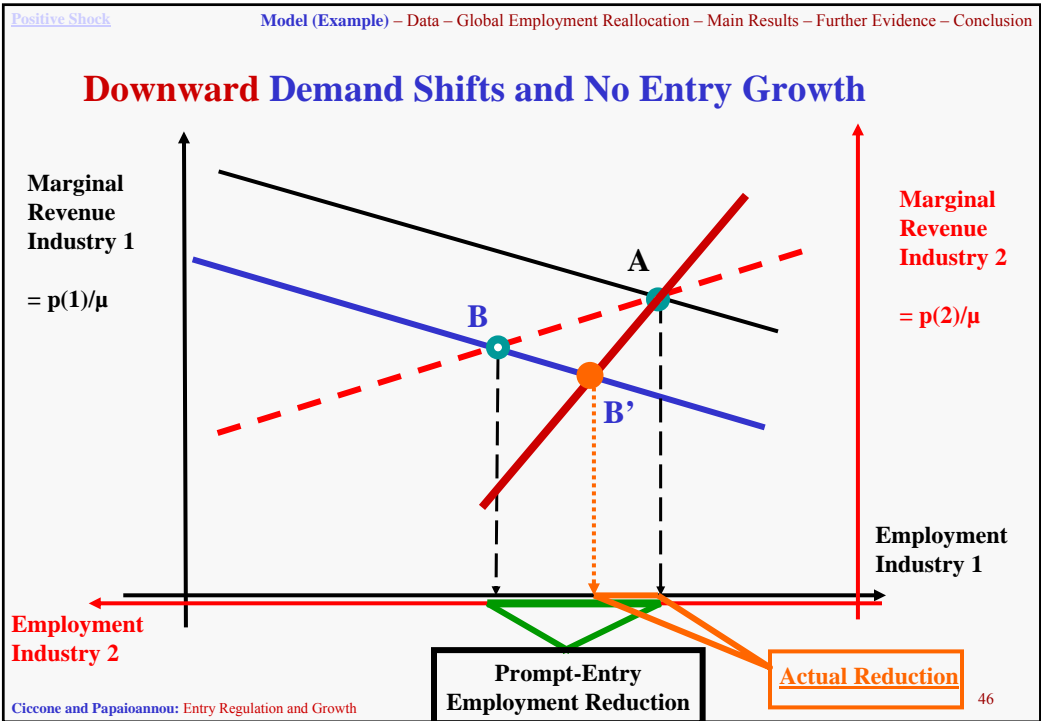 Positive Shock
Model (Example) – Data – Global Employment Reallocation – Main Results – Further Evidence – Conclusion
Downward Demand Shifts and No Entry Growth
Marginal
Revenue
Industry 1
= p(1)/μ
Marginal
Revenue
Industry 2
= p(2)/μ
A
B
B’
Employment
Industry 1
Employment
Industry 2
Prompt-Entry
Employment Reduction
Actual Reduction
Ciccone and Papaioannou: Entry Regulation and Growth
46